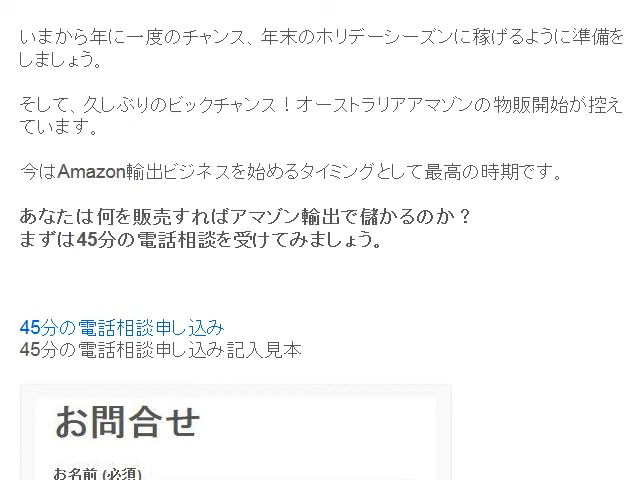 いまから年に一度のチャンス、年末のホリデーシーズンに稼げるように準備を
しましょう。
そして、久しぶりのビックチャンス！オーストラリアアマゾンの物販開始が控え
ています。
今はAmazon輸出ビジネスを始めるタイミングとして最高の時期です。
あなたは何を販売すればアマゾン輸出で儲かるのか？
まずは45分の電話相談を受けてみましょう。
45分の電話相談申し込み
45分の電話相談申し込み記入見本
お問合せ
お名前 (必須)